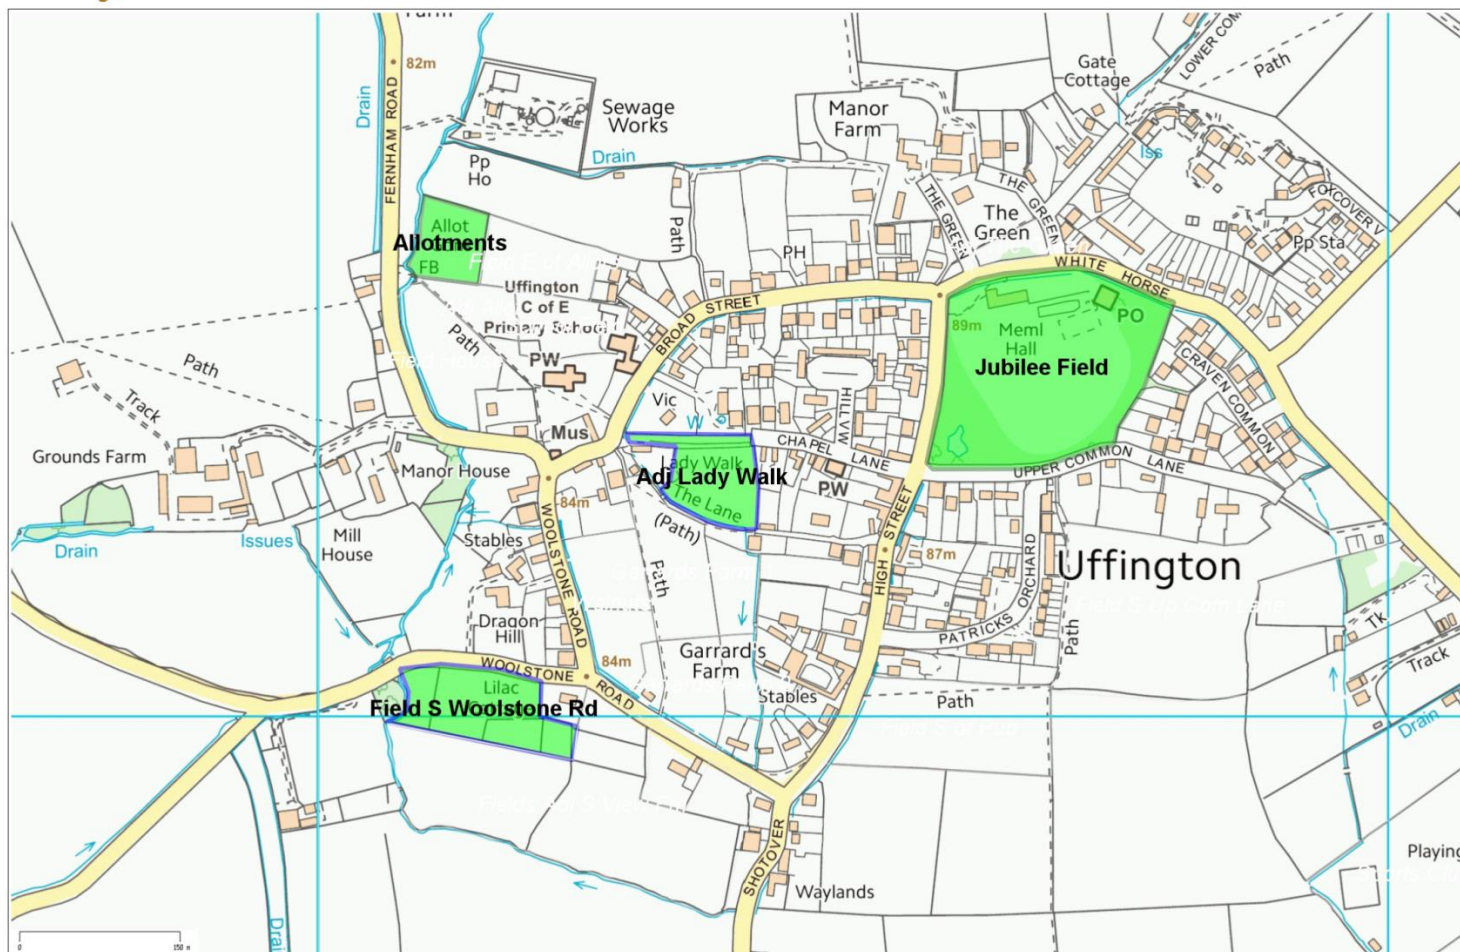 82m
Drain
FERNHAM ROAD
Sewage
Works
Drain
Pp
Ho
Manor
Farm
Gate
Cottage
Path
Iss
THE GREEN
THE GREEN
The
Green
FOXCOVER
Pp Sta
Allot
Allotments
FB
Path
PH
Uffington
C of E
Primary School
PW
Path
BROAD STREET
WHITE HORSE
89m
Meml
Hall
PO
Jubilee Field
Path
Track
Grounds Farm
Manor House
Mus
Vic
W
HILL VW
CHAPEL LANE
CRAVEN COMMON
Lady Walk
Adj Lady Walk
The Lane
(Path)
PW
UPPER COMMON LANE
84m
Drain
Issues
Mill
House
Stables
WOOLSTONE ROAD
Path
HIGH STREET
87m
Uffington
PATRICKS ORCHARD
Path
Tk
Track
Drain
Dragon
Hill
WOOLSTONE ROAD
84m
Garrard's
Farm
Stables
Path
Lilac
Field S Woolstone Rd
SHOTOVER
Waylands
Playing
0
150 m